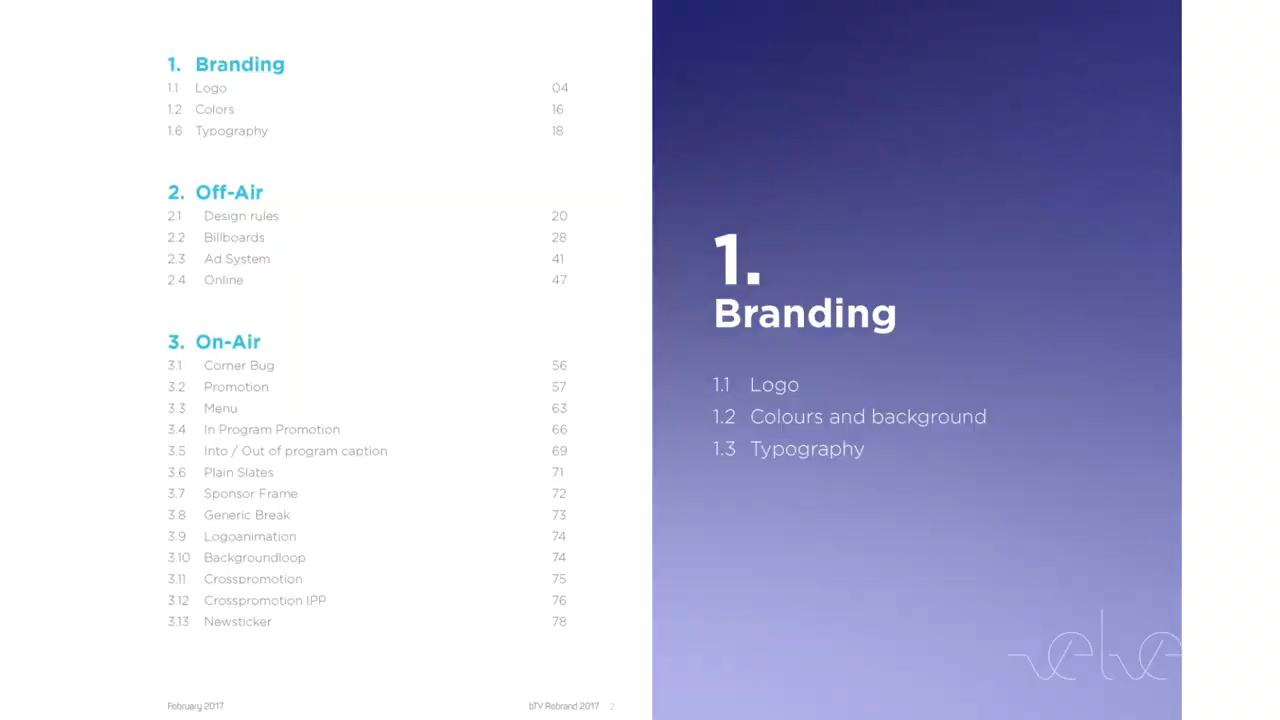 1. Branding
1.1 Logo 04
1.2 Colors 16
1.6 Typography 18
2. Off-Air
2.1 Design rules 20
2.2 Billboards 28
2.3 Ad System 41
2.4 Online 47
3. On-Air
3.1 Corner Bug 56
3.2 Promotion 57
3.3 Menu 63
3.4 In Program Promotion 66
3.5 Into / Out of program caption 69
3.6 Plain Slates 71
3.7 Sponsor Frame 72
3.8 Generic Break 73
3.9 Logoanimation 74
3.10 Backgroundloop 74
3.11 Crosspromotion 75
3.12 Crosspromotion IPP 76
3.13 Newsticker 78
February 2017 bTV Rebrand 2017 2
1.
Branding
1.1 Logo
1.2 Colours and background
1.3 Typography